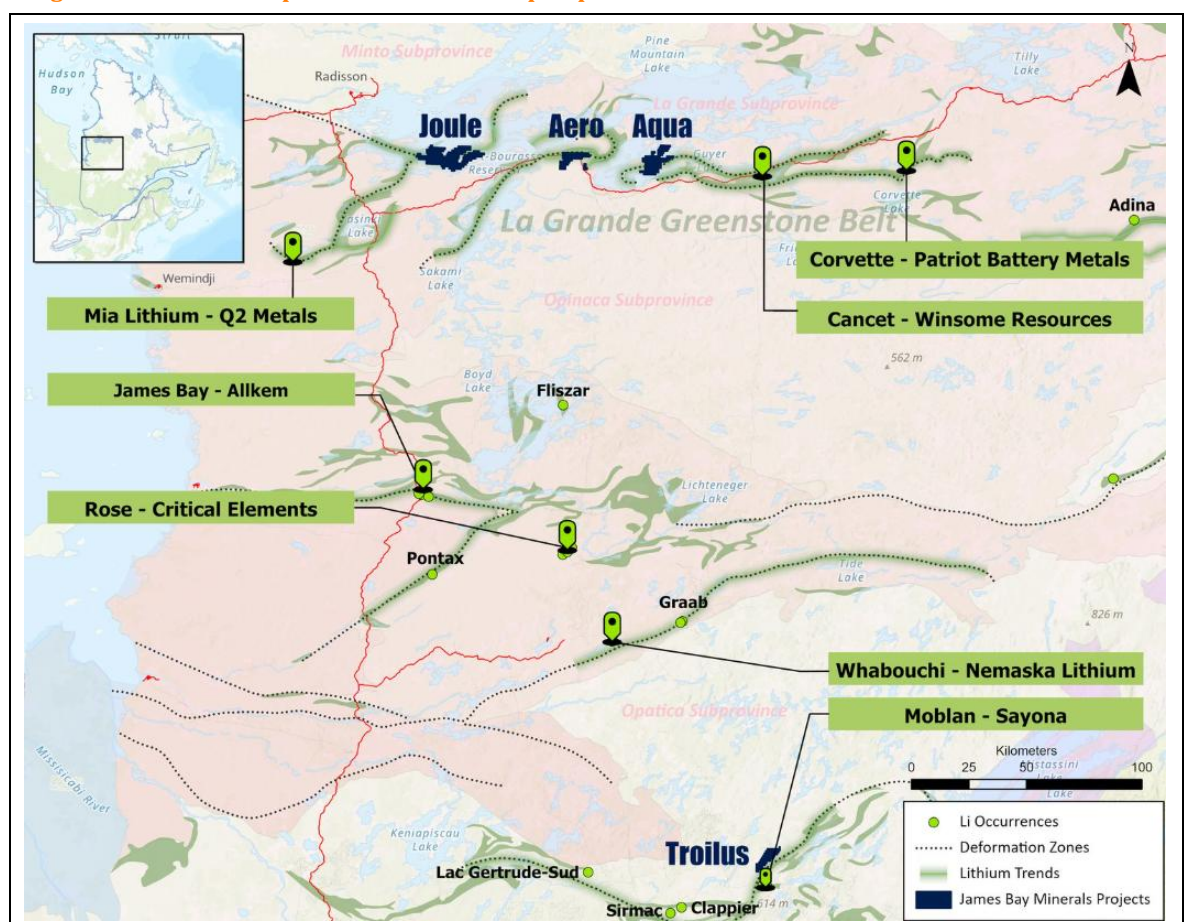 Hudson
Bay
Minto Subprovince
Radisson
Pine
Mountain
Lake
Tilly
Lake
N
La Grande Subprovince
Joule
Aero
Aqua
Reservoir
Guyer
Corvette
Lake
La Grande Greenstone Belt
Adina
Sakami
Lake
Wemindji
Corvette - Patriot Battery Metals
Mia Lithium - Q2 Metals
Opinaca Subprovince
Cancet - Winsome Resources
562 m
James Bay - Allkem
Boyd
Lake
Fliszar
Rose - Critical Elements
Lichteneger
Lake
Pontax
Tide
Lake
Graab
826 m
Whabouchi - Nemaska Lithium
Opatica Subprovince
Moblan - Sayona
Missisicabi River
Kilometers
0 25 50 100
Lake
Keniapiscau
Lake
Troilus
Lac Gertrude-Sud
614 m
Sirmac
Clappier
Li Occurrences
Deformation Zones
Lithium Trends
James Bay Minerals Projects